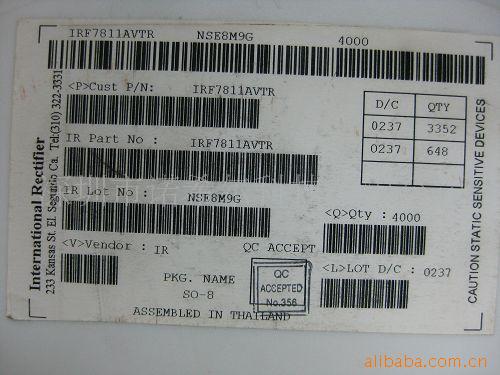 IRF7811AVTR NSE8M9G 4000
<P>Cust P/N: IRF7811AVTR
IR Part No : IRF7811AVTR
IR Lot No : NSE8M9G
<V>Vendor : IR
QC ACCEPT
PKG. NAME
SO-8
ASSEMBLED IN THAILAND
QC
ACCEPTED
No.356
D/C QTY
0237 3352
0237 648
<Q>Qty : 4000
<L>LOT D/C : 0237
International Rectifier
233 Kansas St. El. Segundo Ca. Tel:(310) 322-3331
CAUTION STATIC SENSITIVE DEVICES
alibaba.com.cn